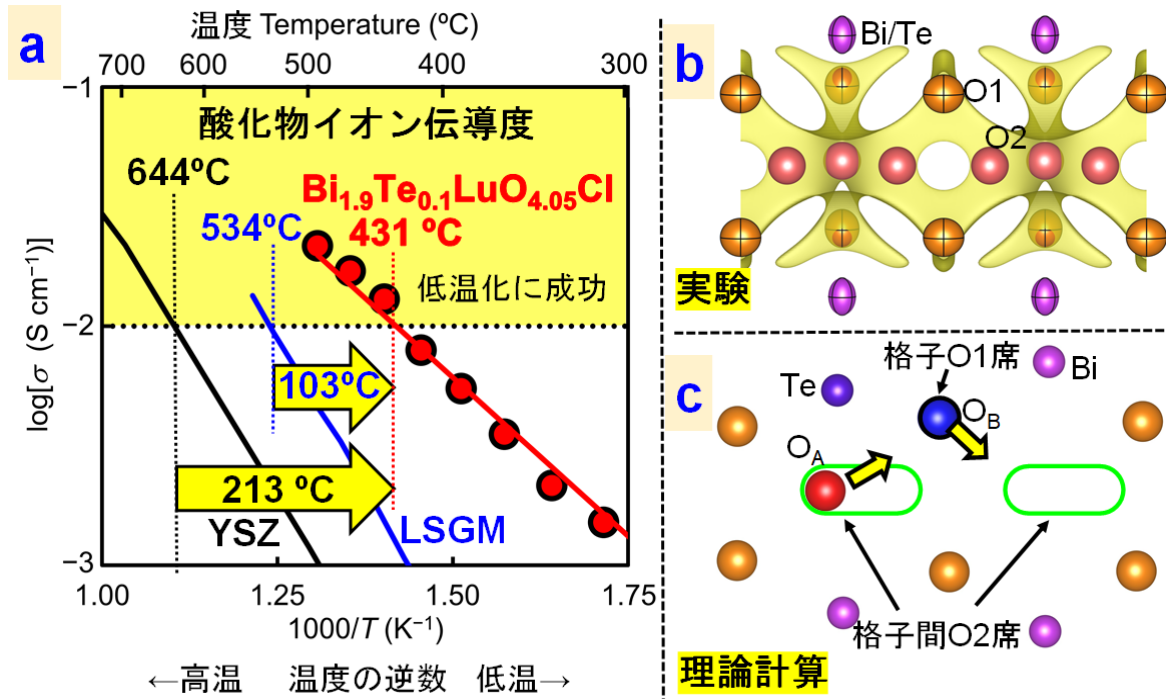 a
温度 Temperature (ºC)
700 600 500 400 300
酸化物イオン伝導度
644ºC
Bi1.9Te0.1LuO4.05Cl
534ºC
431 ºC
低温化に成功
103ºC
213 ºC
YSZ
LSGM
log[σ (S cm−1)]
−1
−2
−3
1.00 1.25 1.50 1.75
1000/T (K−1)
←高温 温度の逆数 低温→
b
Bi/Te
O1
O2
実験
c
格子O1席
Te
Bi
OB
OA
格子間O2席
理論計算